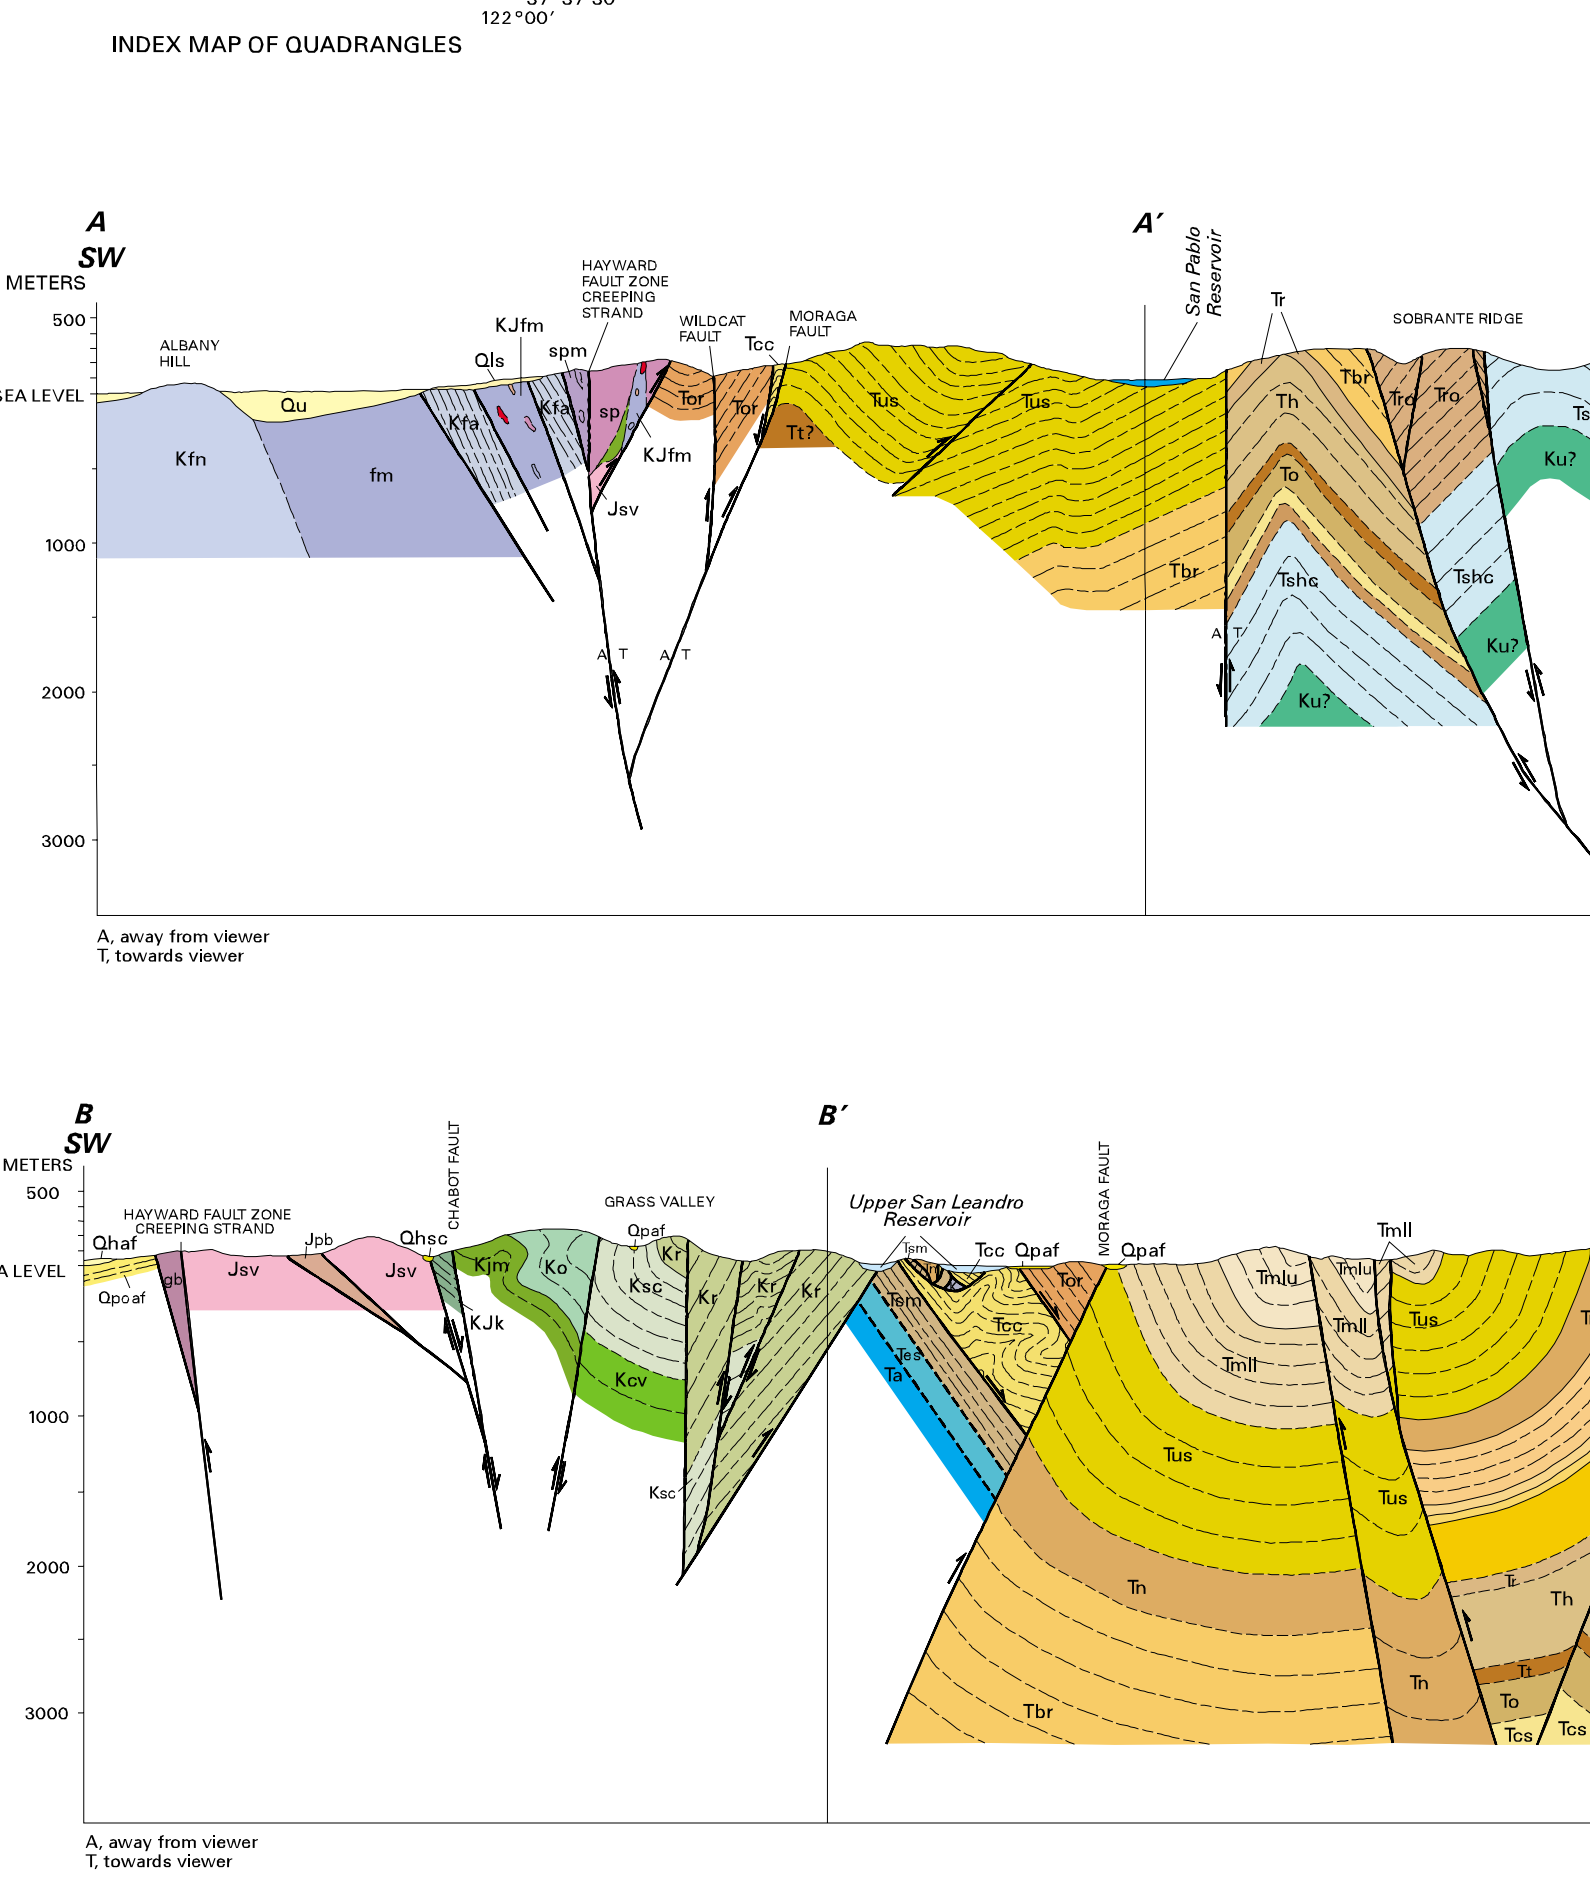 122°00′
INDEX MAP OF QUADRANGLES
A
SW
A′
San Pablo
Reservoir
METERS
500
SEA LEVEL
1000
2000
3000
ALBANY
HILL
HAYWARD
FAULT ZONE
CREEPING
STRAND
WILDCAT
FAULT
MORAGA
FAULT
SOBRANTE RIDGE
KJfm
Qls
spm
Tcc
Tr
Qu
Kfn
fm
Kfa
Kfa
sp
Tor
Tor
KJfm
Jsv
Tt?
Tus
Tus
Tbr
Th
Tbr
Tro
Tro
To
Tshc
Tshc
Ku?
Ku?
Ku?
A T
A T
A T
A, away from viewer
T, towards viewer
B
SW
B′
METERS
500
A LEVEL
1000
2000
3000
HAYWARD FAULT ZONE
CREEPING STRAND
CHABOT FAULT
GRASS VALLEY
Upper San Leandro
Reservoir
MORAGA FAULT
Qhaf
Qpoaf
gb
Jsv
Jpb
Jsv
Qhsc
KJk
Kjm
Ko
Qpaf
Kr
Ksc
Kr
Kr
Kr
Kcv
Ksc
Tsm
Tcc
Qpaf
Qpaf
Tmll
Tsm
Tes
Ta
Tcc
Tor
Tmlu
Tmlu
Tmll
Tmll
Tus
Tus
Tus
Tn
Tn
Tbr
Tr
Th
Tt
To
Tcs
Tcs
A, away from viewer
T, towards viewer